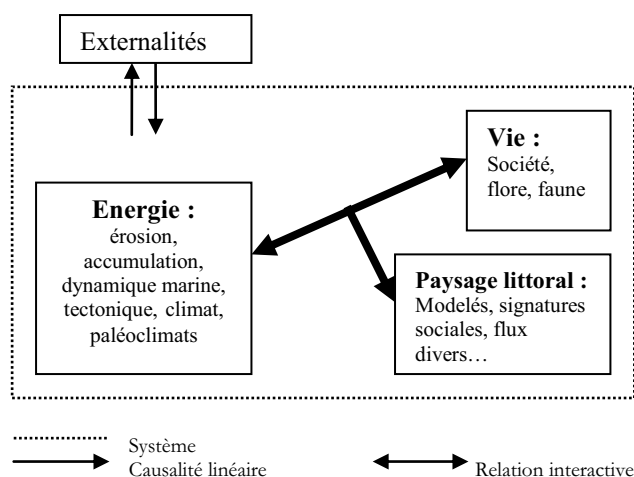 Externalités
Vie :
Société,
flore, faune
Energie :
érosion,
accumulation,
dynamique marine,
tectonique, climat,
paléoclimats
Paysage littoral :
Modelés, signatures
sociales, flux
divers…
Système
Causalité linéaire
Relation interactive